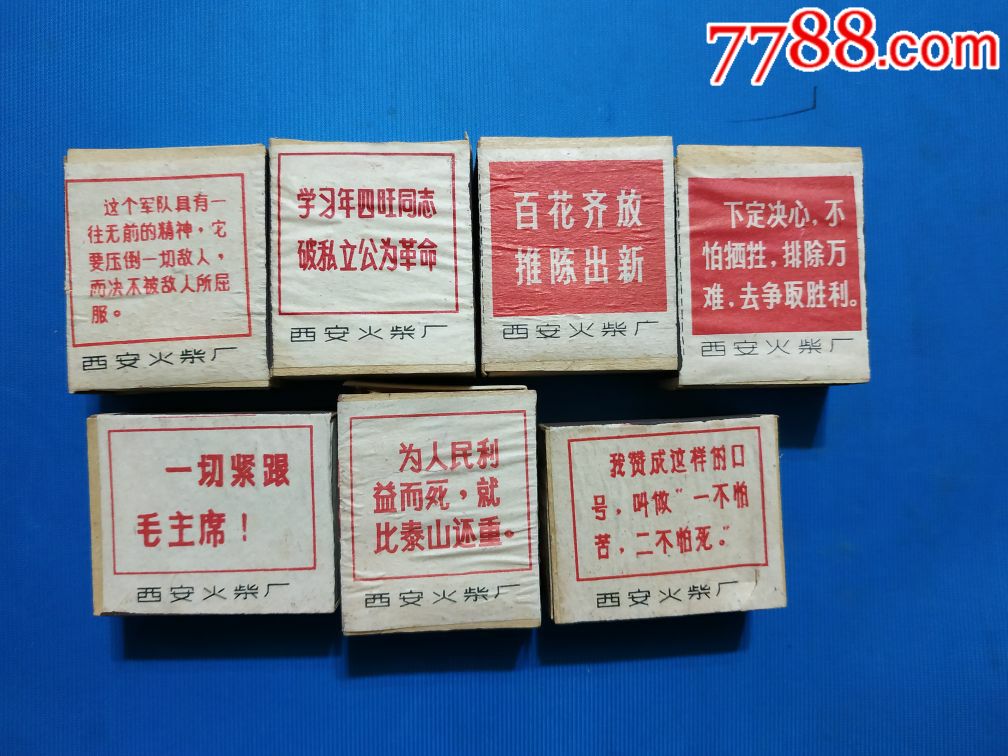 7788.com
这个军队具有一
往无前的精神，它
要压倒一切敌人，
而决不被敌人所屈
服。
西安火柴厂
学习年四旺同志
破私立公为革命
西安火柴厂
百花齐放
推陈出新
西安火柴厂
下定决心，不
怕牺牲，排除万
难，去争取胜利。
西安火柴厂
一切紧跟
毛主席！
西安火柴厂
为人民利
益而死，就
比泰山还重。
西安火柴厂
我赞成这样的口
号，叫做“一不怕
苦，二不怕死。”
西安火柴厂